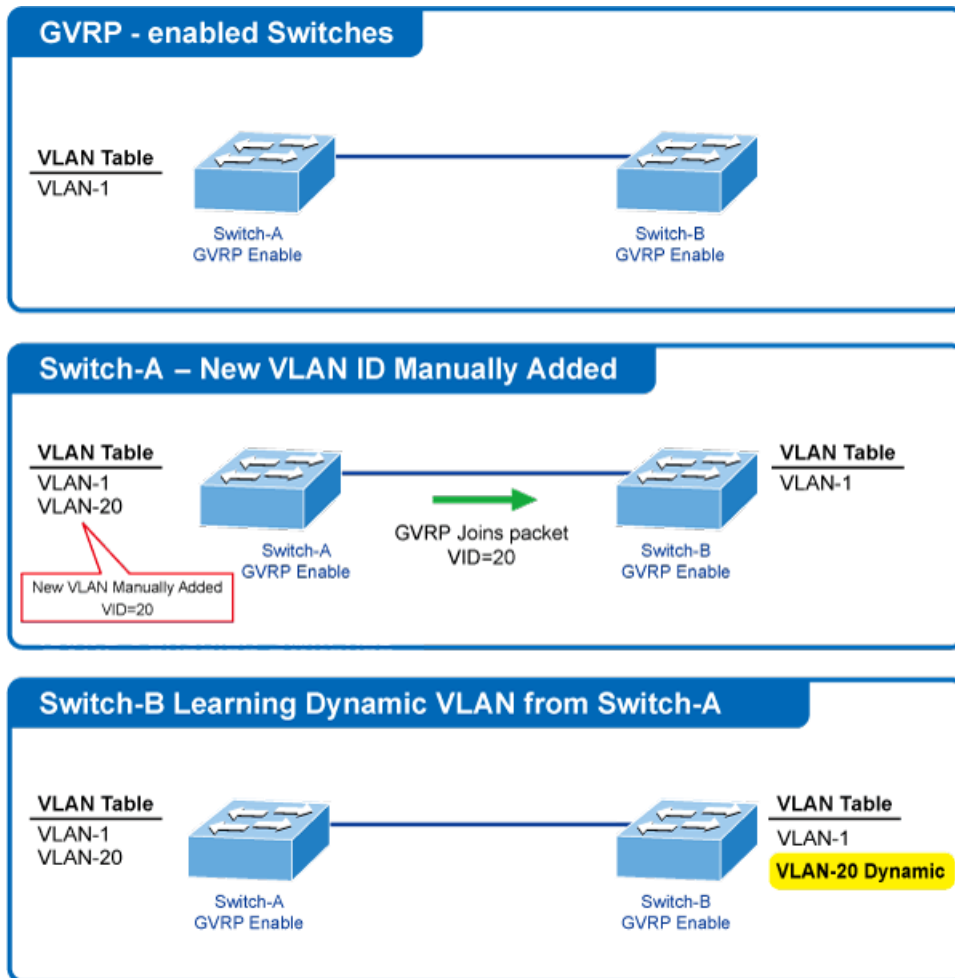 GVRP - enabled Switches
VLAN Table
VLAN-1
Switch-A
GVRP Enable
Switch-B
GVRP Enable
Switch-A – New VLAN ID Manually Added
VLAN Table
VLAN-1
VLAN-20
New VLAN Manually Added
VID=20
Switch-A
GVRP Enable
GVRP Joins packet
VID=20
Switch-B
GVRP Enable
VLAN Table
VLAN-1
Switch-B Learning Dynamic VLAN from Switch-A
VLAN Table
VLAN-1
VLAN-20
Switch-A
GVRP Enable
Switch-B
GVRP Enable
VLAN Table
VLAN-1
VLAN-20 Dynamic